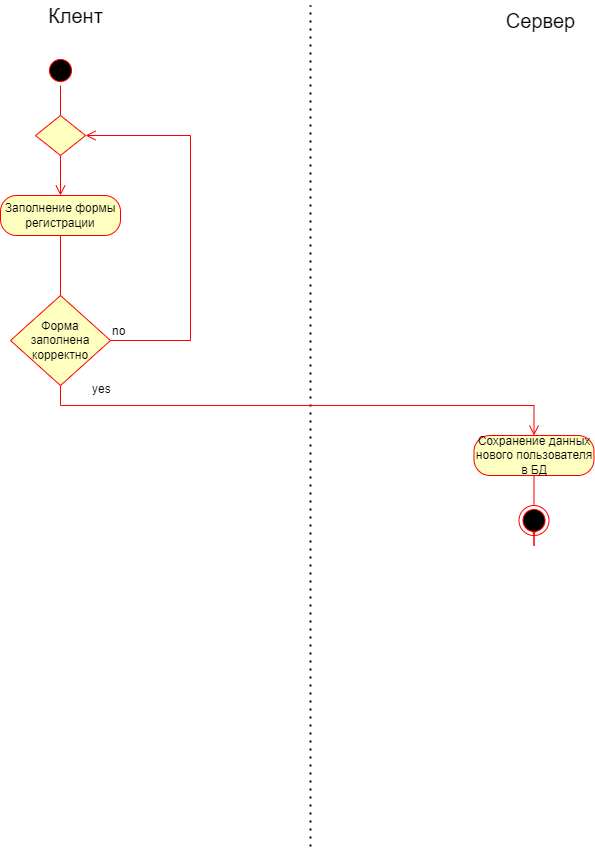 Клент
Сервер
Заполнение формы
регистрации
Форма
заполнена
корректно
no
yes
Сохранение данных
нового пользователя
в БД